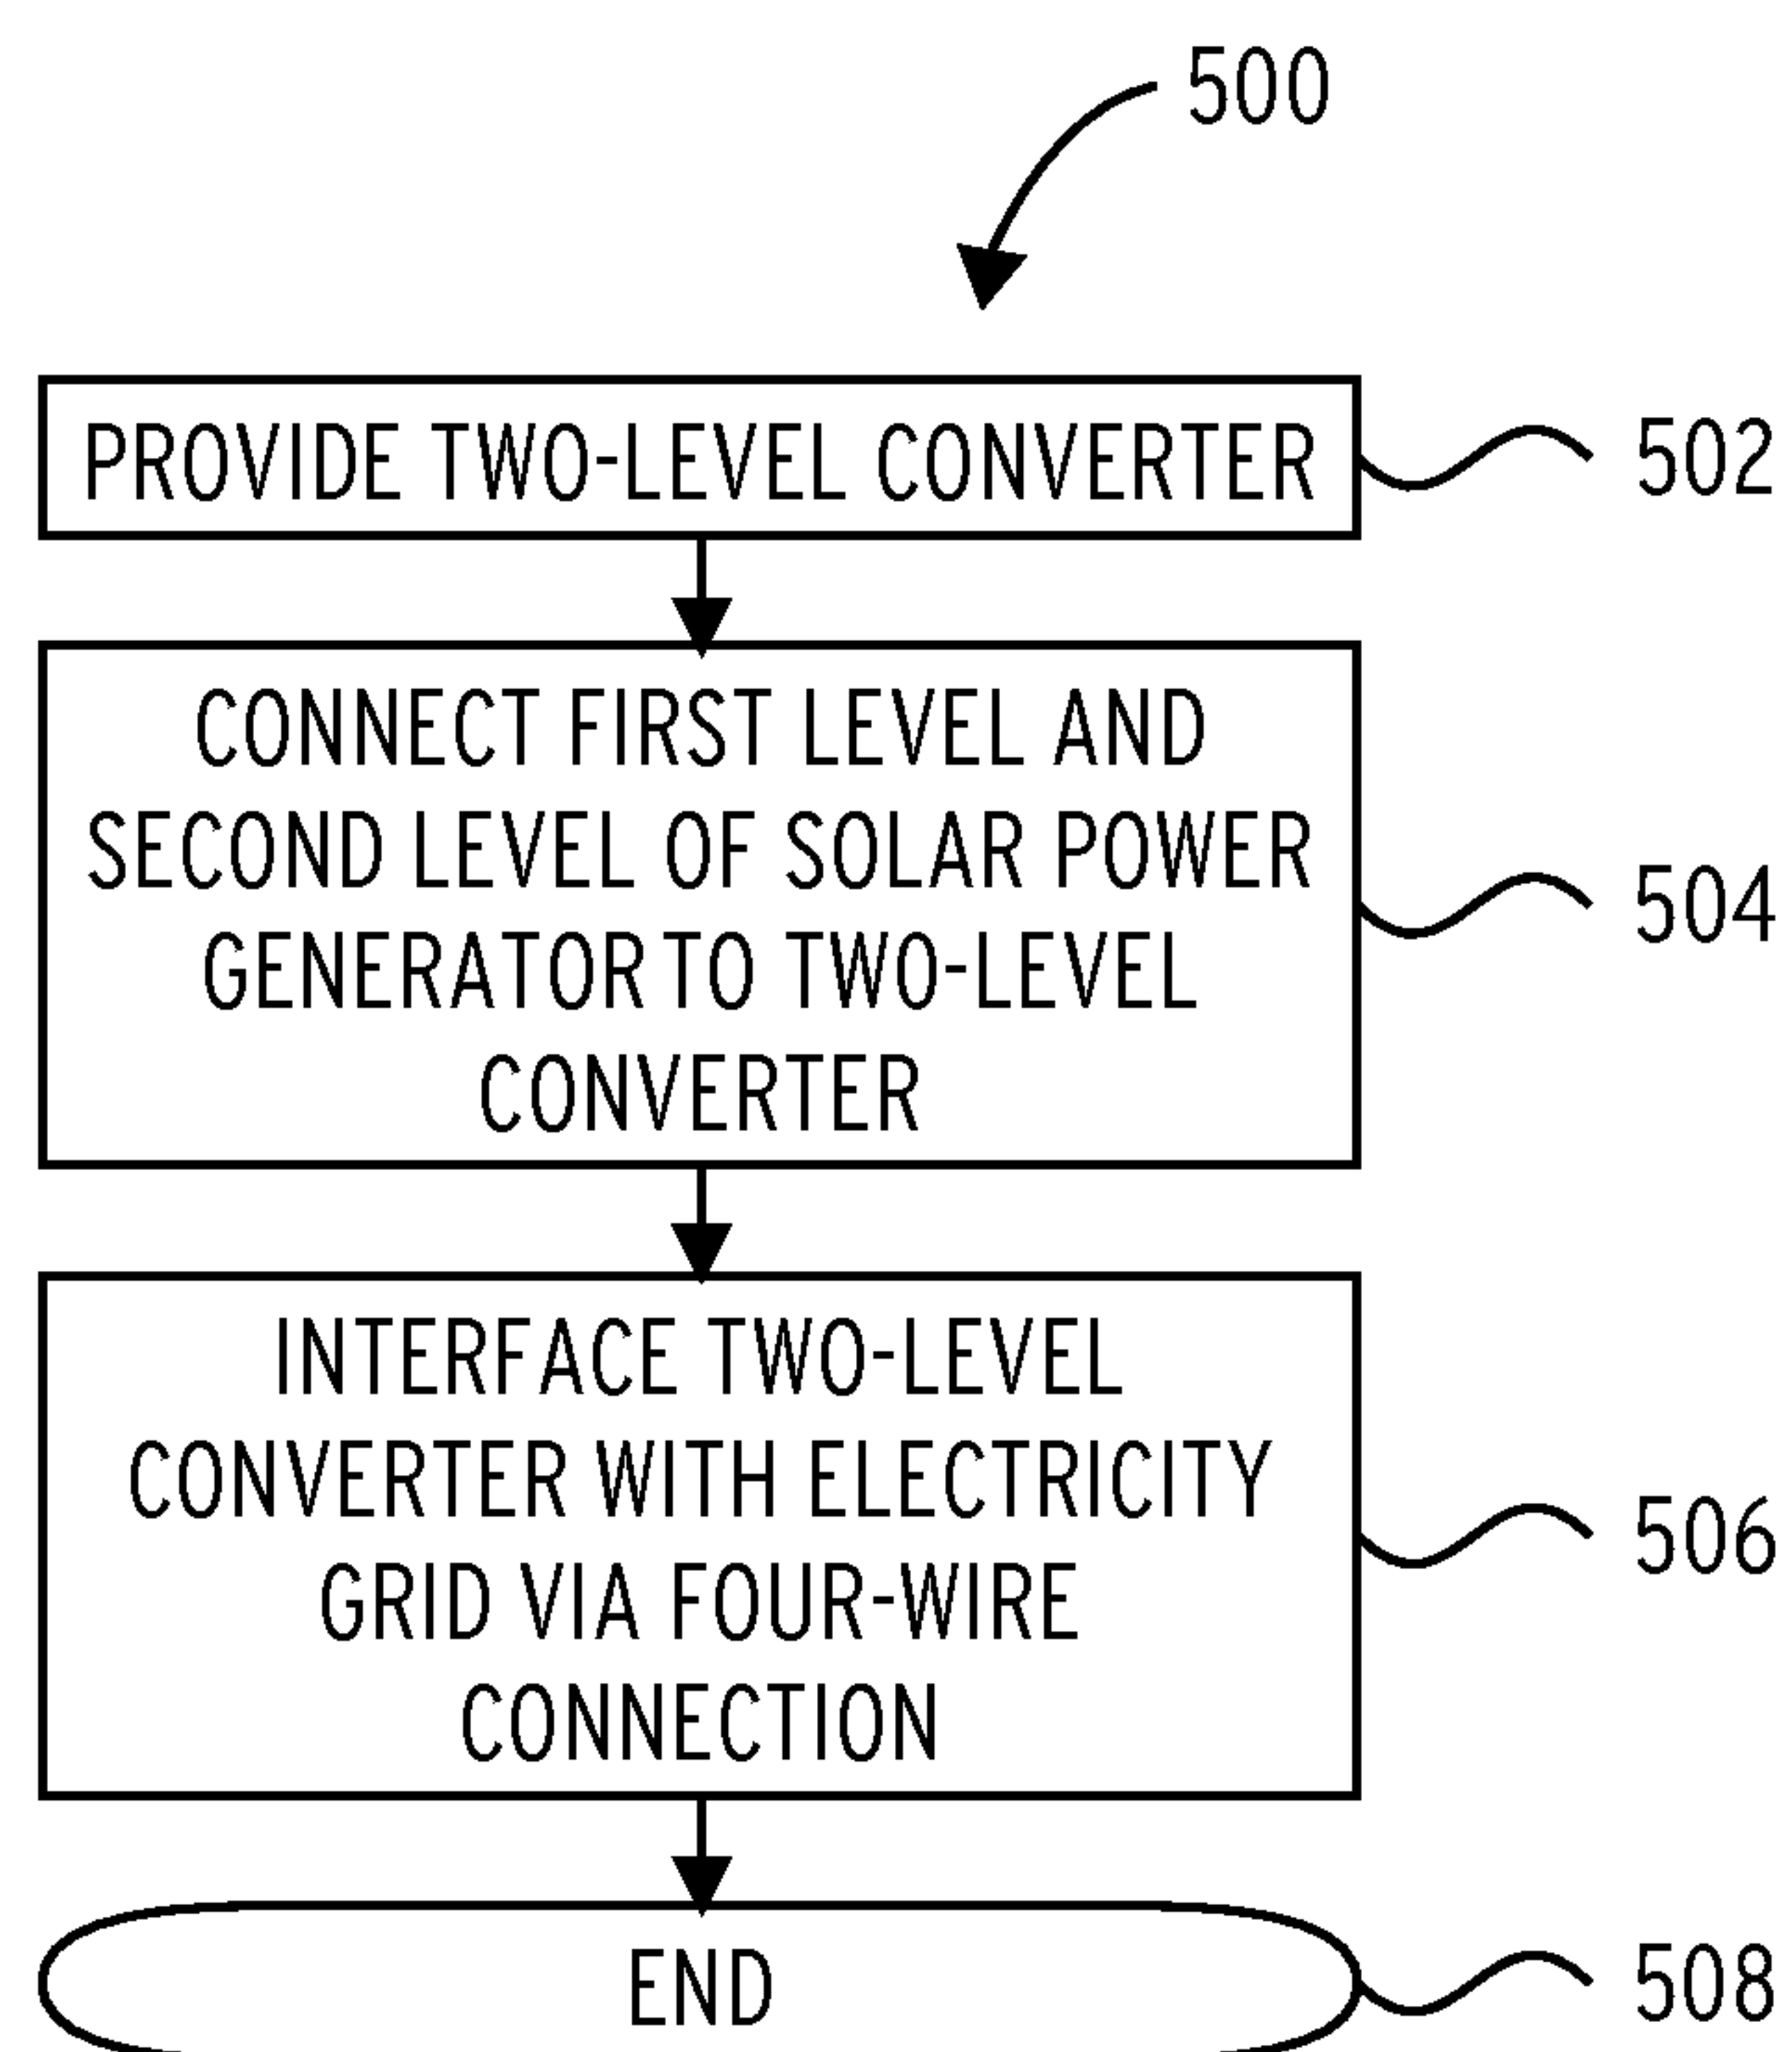 500
PROVIDE TWO-LEVEL CONVERTER
502
CONNECT FIRST LEVEL AND
SECOND LEVEL OF SOLAR POWER
GENERATOR TO TWO-LEVEL
CONVERTER
504
INTERFACE TWO-LEVEL
CONVERTER WITH ELECTRICITY
GRID VIA FOUR-WIRE
CONNECTION
506
END
508